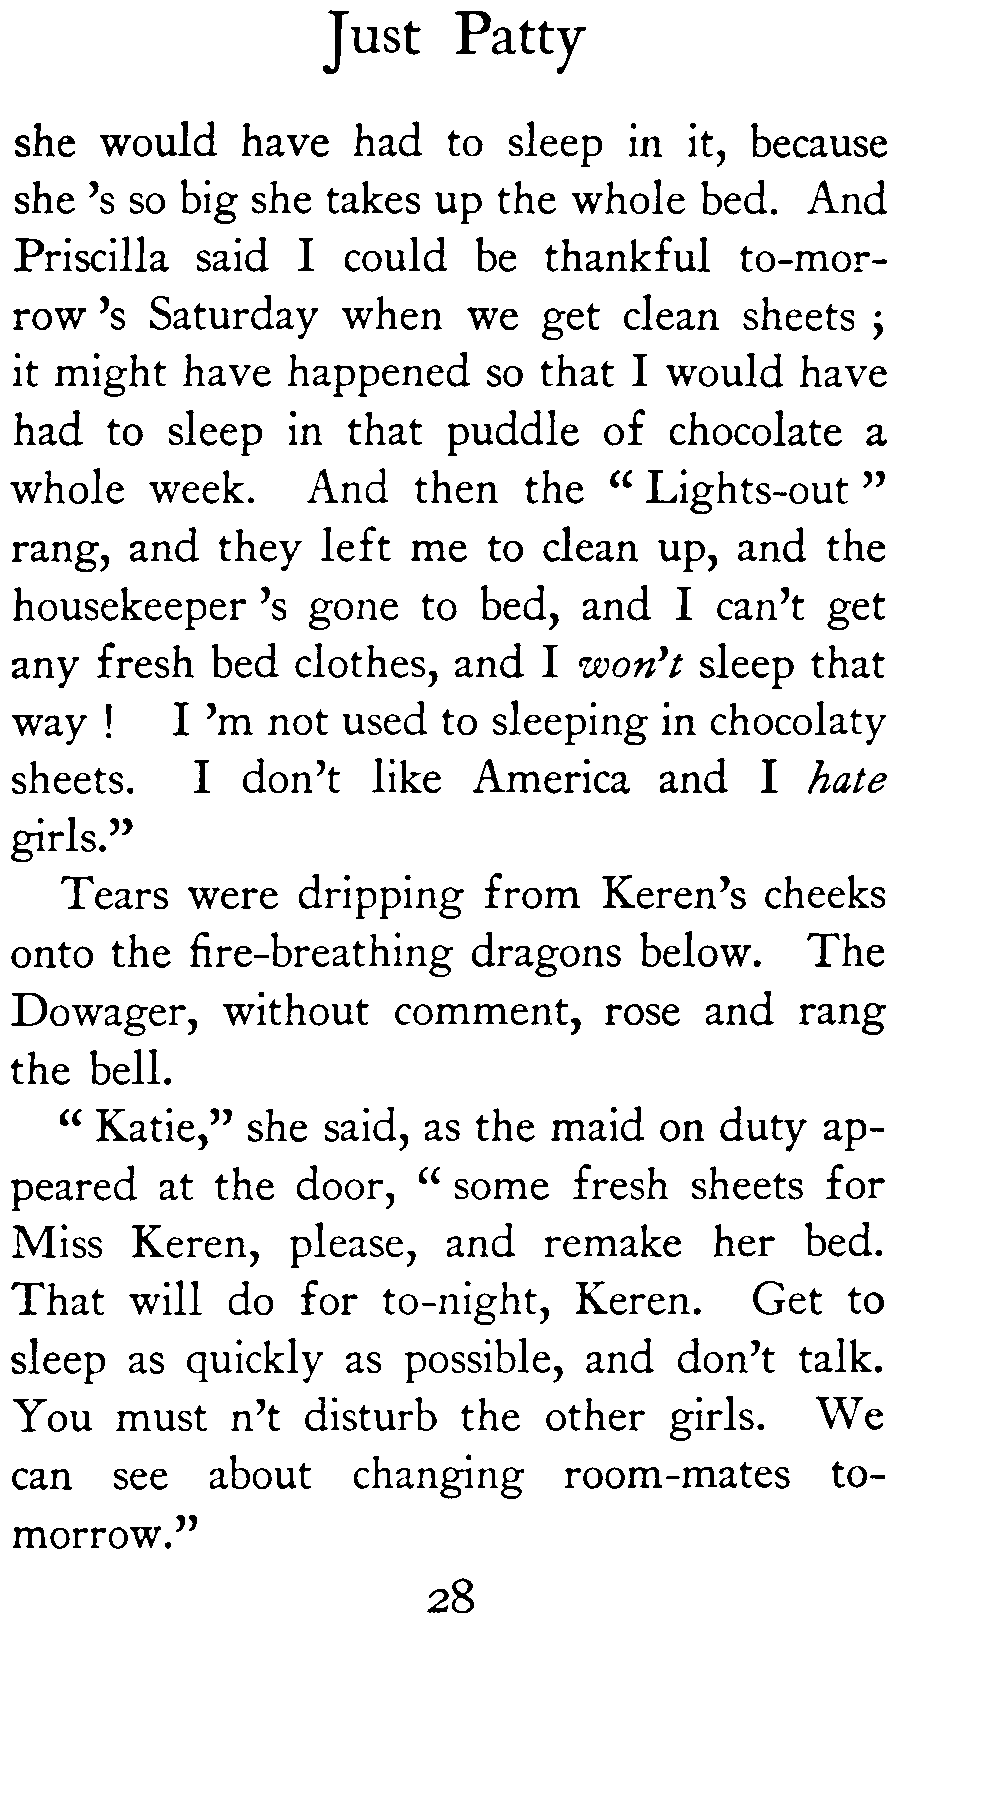 Just Patty
she would have had to sleep in it, because
she 's so big she takes up the whole bed. And
Priscilla said I could be thankful to-mor-
row 's Saturday when we get clean sheets ;
it might have happened so that I would have
had to sleep in that puddle of chocolate a
whole week. And then the “ Lights-out ”
rang, and they left me to clean up, and the
housekeeper 's gone to bed, and I can't get
any fresh bed clothes, and I won't sleep that
way ! I 'm not used to sleeping in chocolaty
sheets. I don't like America and I hate
girls.”
Tears were dripping from Keren's cheeks
onto the fire-breathing dragons below. The
Dowager, without comment, rose and rang
the bell.
“ Katie,” she said, as the maid on duty ap-
peared at the door, “ some fresh sheets for
Miss Keren, please, and remake her bed.
That will do for to-night, Keren. Get to
sleep as quickly as possible, and don't talk.
You must n't disturb the other girls. We
can see about changing room-mates to-
morrow.”
28